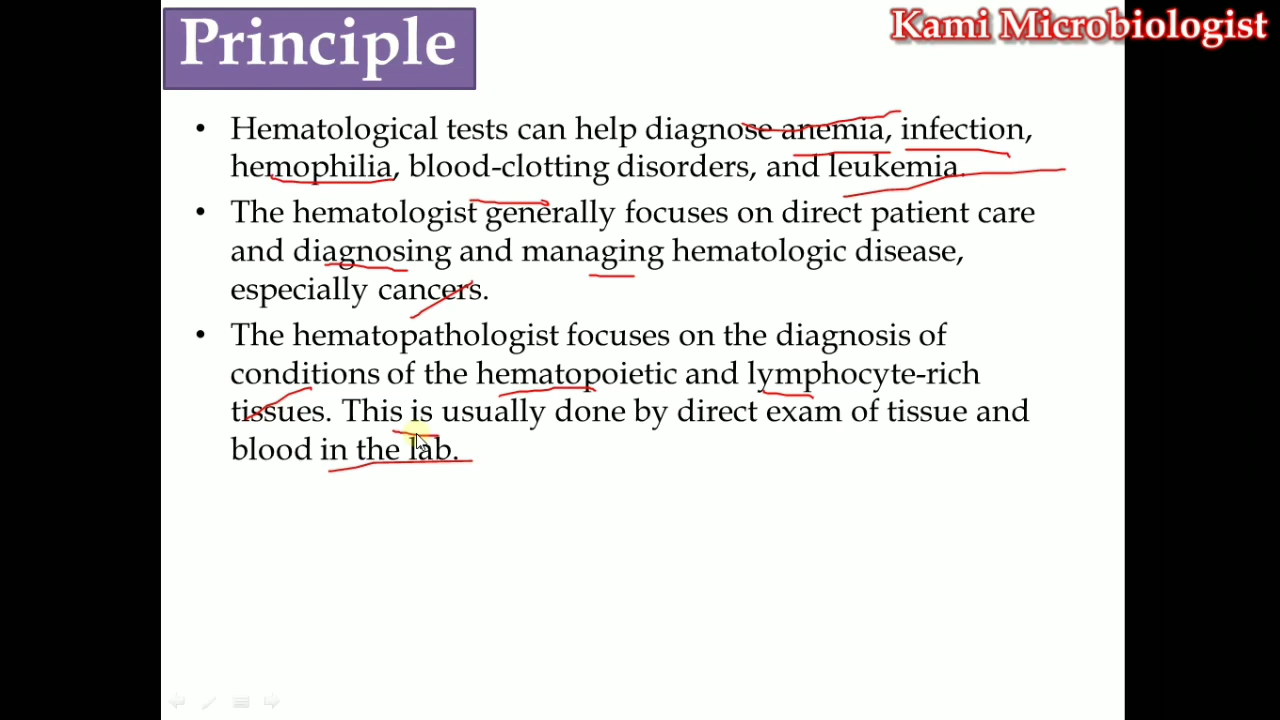 Principle
Kami Microbiologist
• Hematological tests can help diagnose anemia, infection,
hemophilia, blood-clotting disorders, and leukemia.
• The hematologist generally focuses on direct patient care
and diagnosing and managing hematologic disease,
especially cancers.
• The hematopathologist focuses on the diagnosis of
conditions of the hematopoietic and lymphocyte-rich
tissues. This is usually done by direct exam of tissue and
blood in the lab.